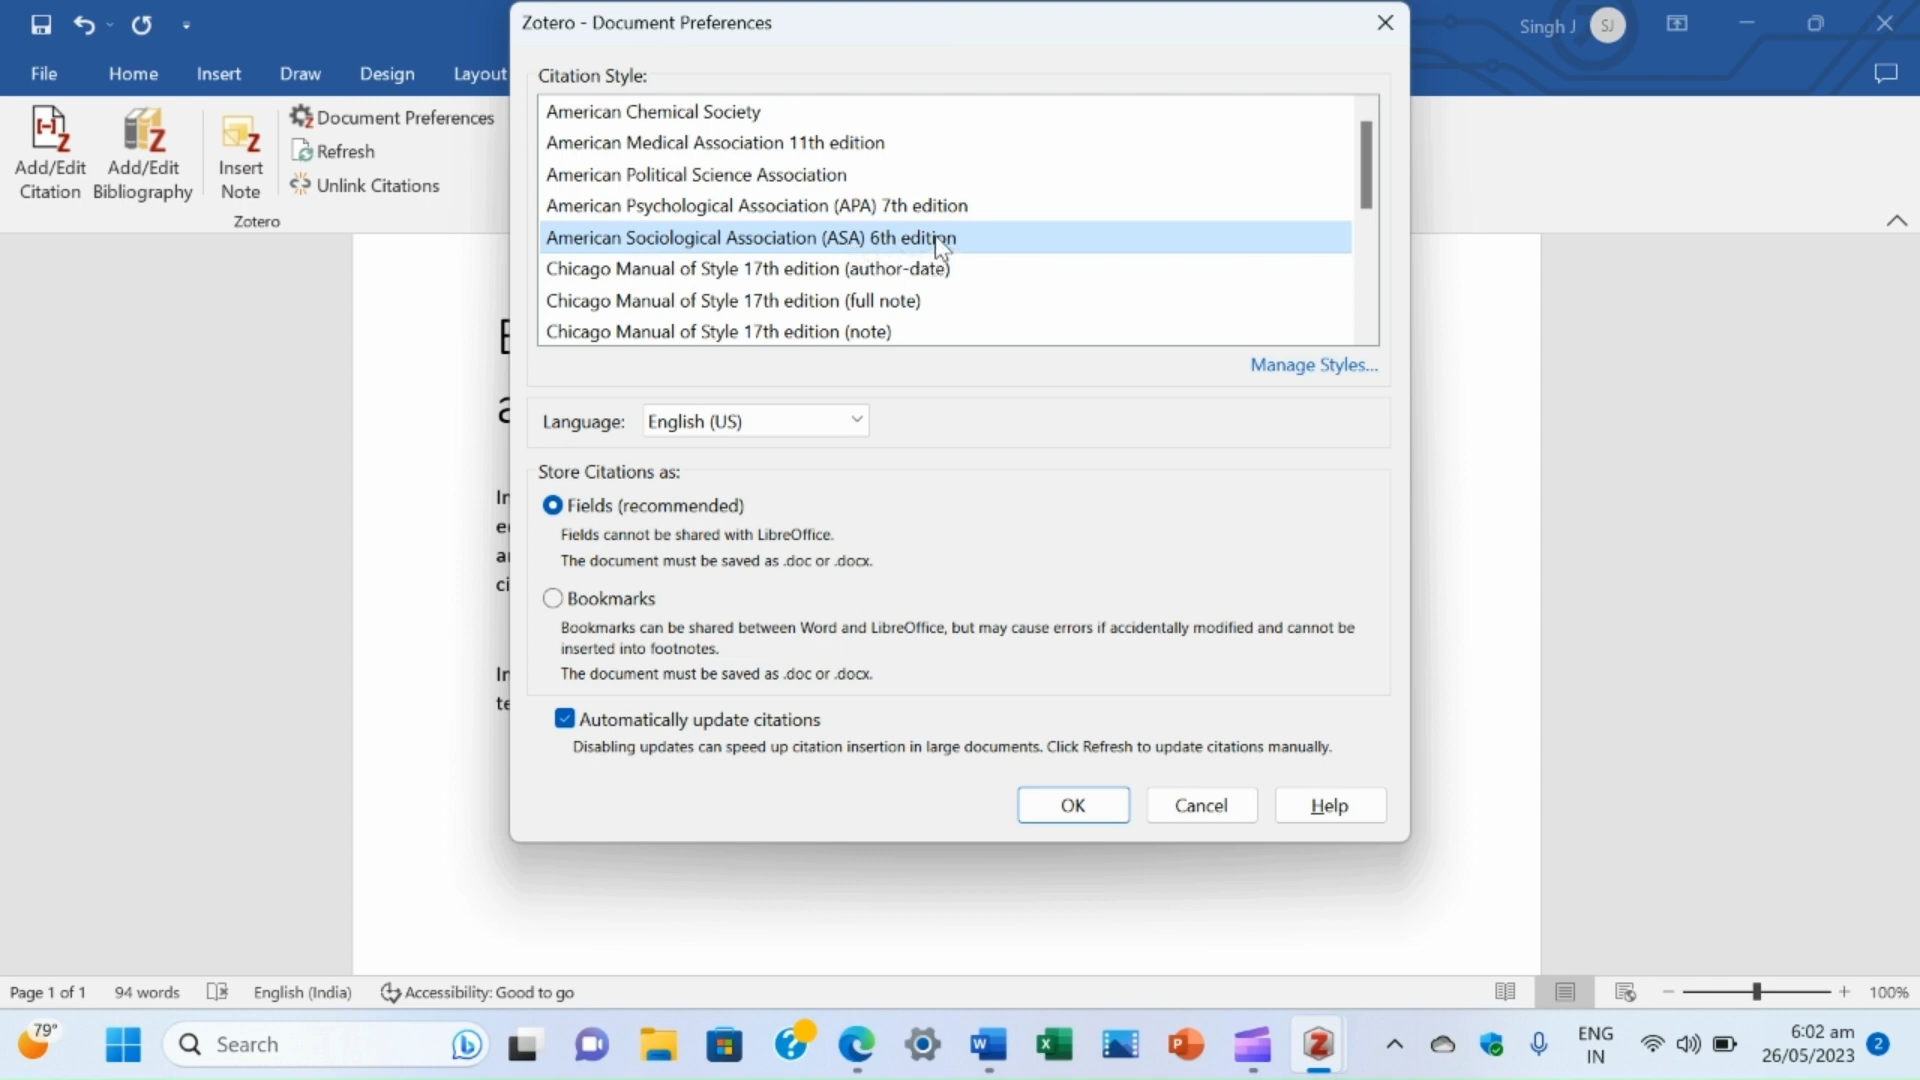 Zotero - Document Preferences
Singh J
SJ
File
Home
Insert
Draw
Design
Layout
Add/Edit
Citation
Add/Edit
Bibliography
Insert
Note
Document Preferences
Refresh
Unlink Citations
Zotero
Citation Style:
American Chemical Society
American Medical Association 11th edition
American Political Science Association
American Psychological Association (APA) 7th edition
American Sociological Association (ASA) 6th edition
Chicago Manual of Style 17th edition (author-date)
Chicago Manual of Style 17th edition (full note)
Chicago Manual of Style 17th edition (note)
Manage Styles...
Language:
English (US)
Store Citations as:
Fields (recommended)
Fields cannot be shared with LibreOffice.
The document must be saved as .doc or .docx.
Bookmarks
Bookmarks can be shared between Word and LibreOffice, but may cause errors if accidentally modified and cannot be
inserted into footnotes.
The document must be saved as .doc or .docx.
Automatically update citations
Disabling updates can speed up citation insertion in large documents. Click Refresh to update citations manually.
OK
Cancel
Help
Page 1 of 1
94 words
English (India)
Accessibility: Good to go
100%
79°
Search
ENG
IN
6:02 am
26/05/2023
2